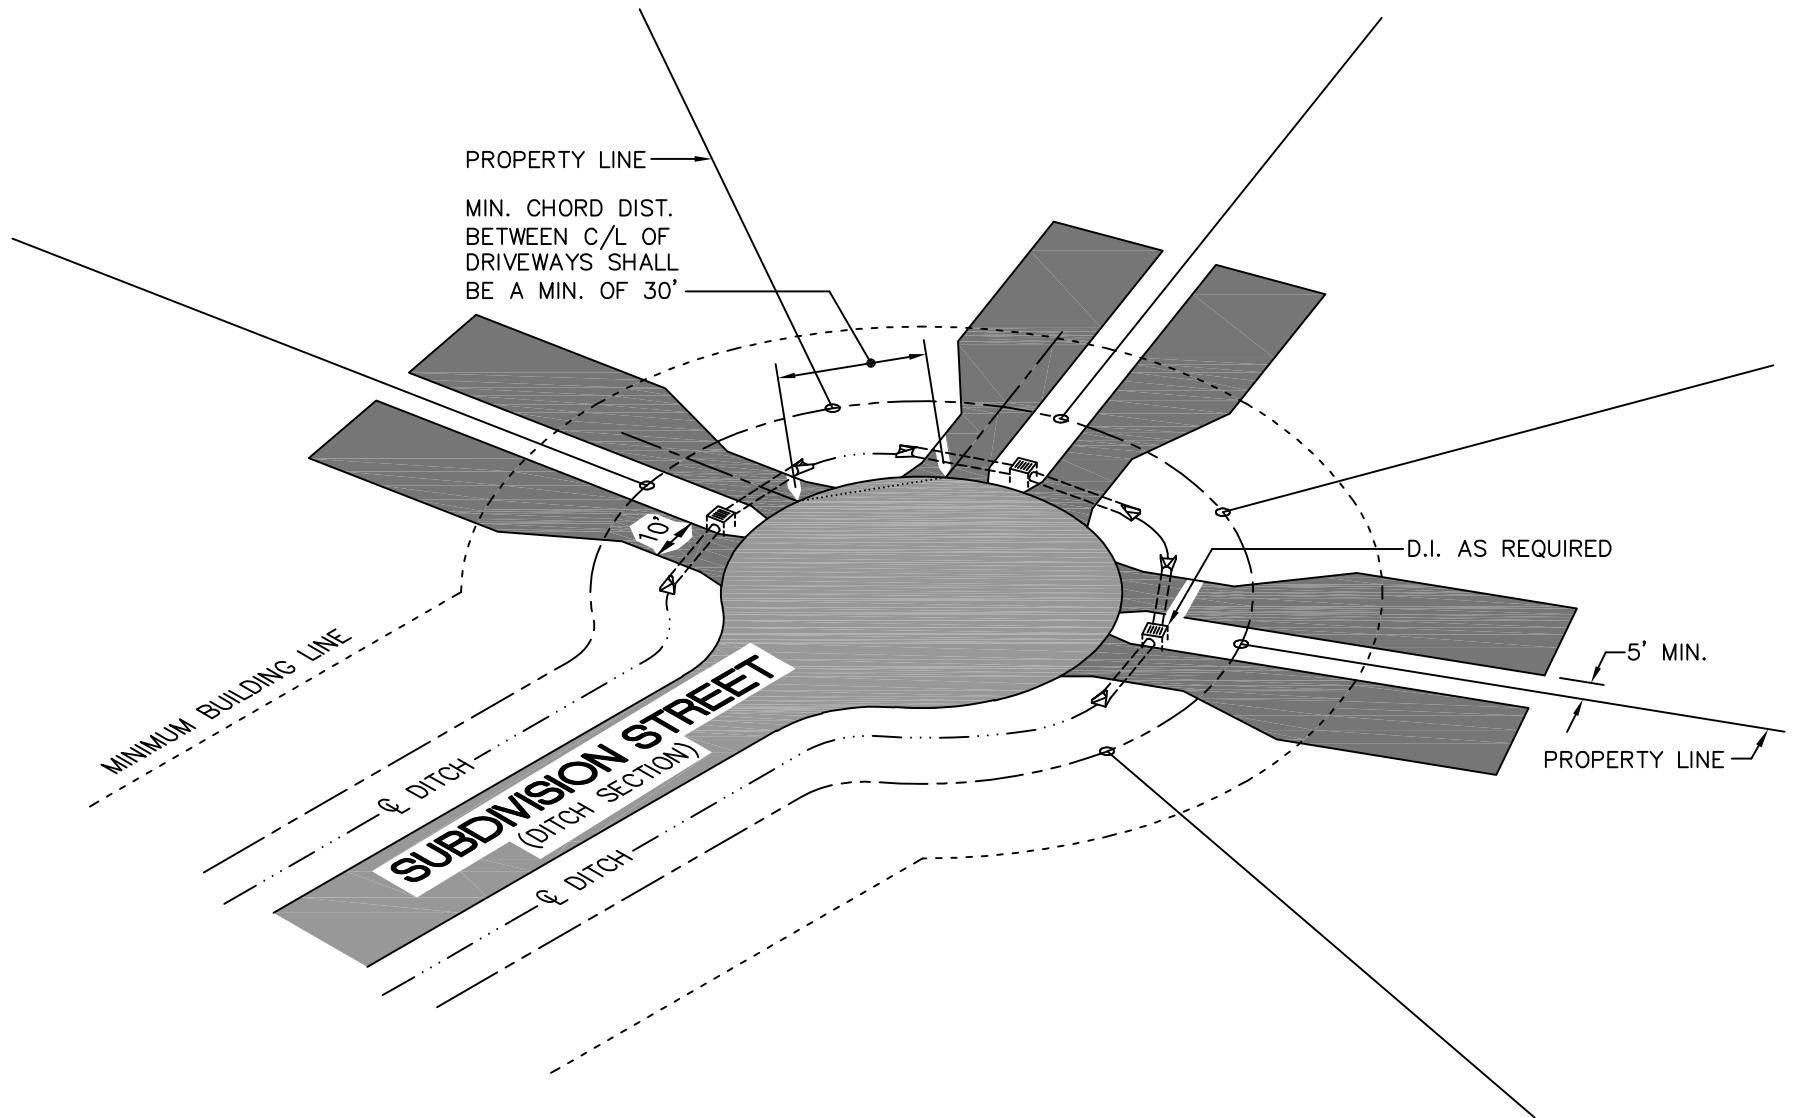 PROPERTY LINE
MIN. CHORD DIST.
BETWEEN C/L OF
DRIVEWAYS SHALL
BE A MIN. OF 30'
10'
D.I. AS REQUIRED
5' MIN.
PROPERTY LINE
MINIMUM BUILDING LINE
℄ DITCH
SUBDIVISION STREET
(DITCH SECTION)
℄ DITCH